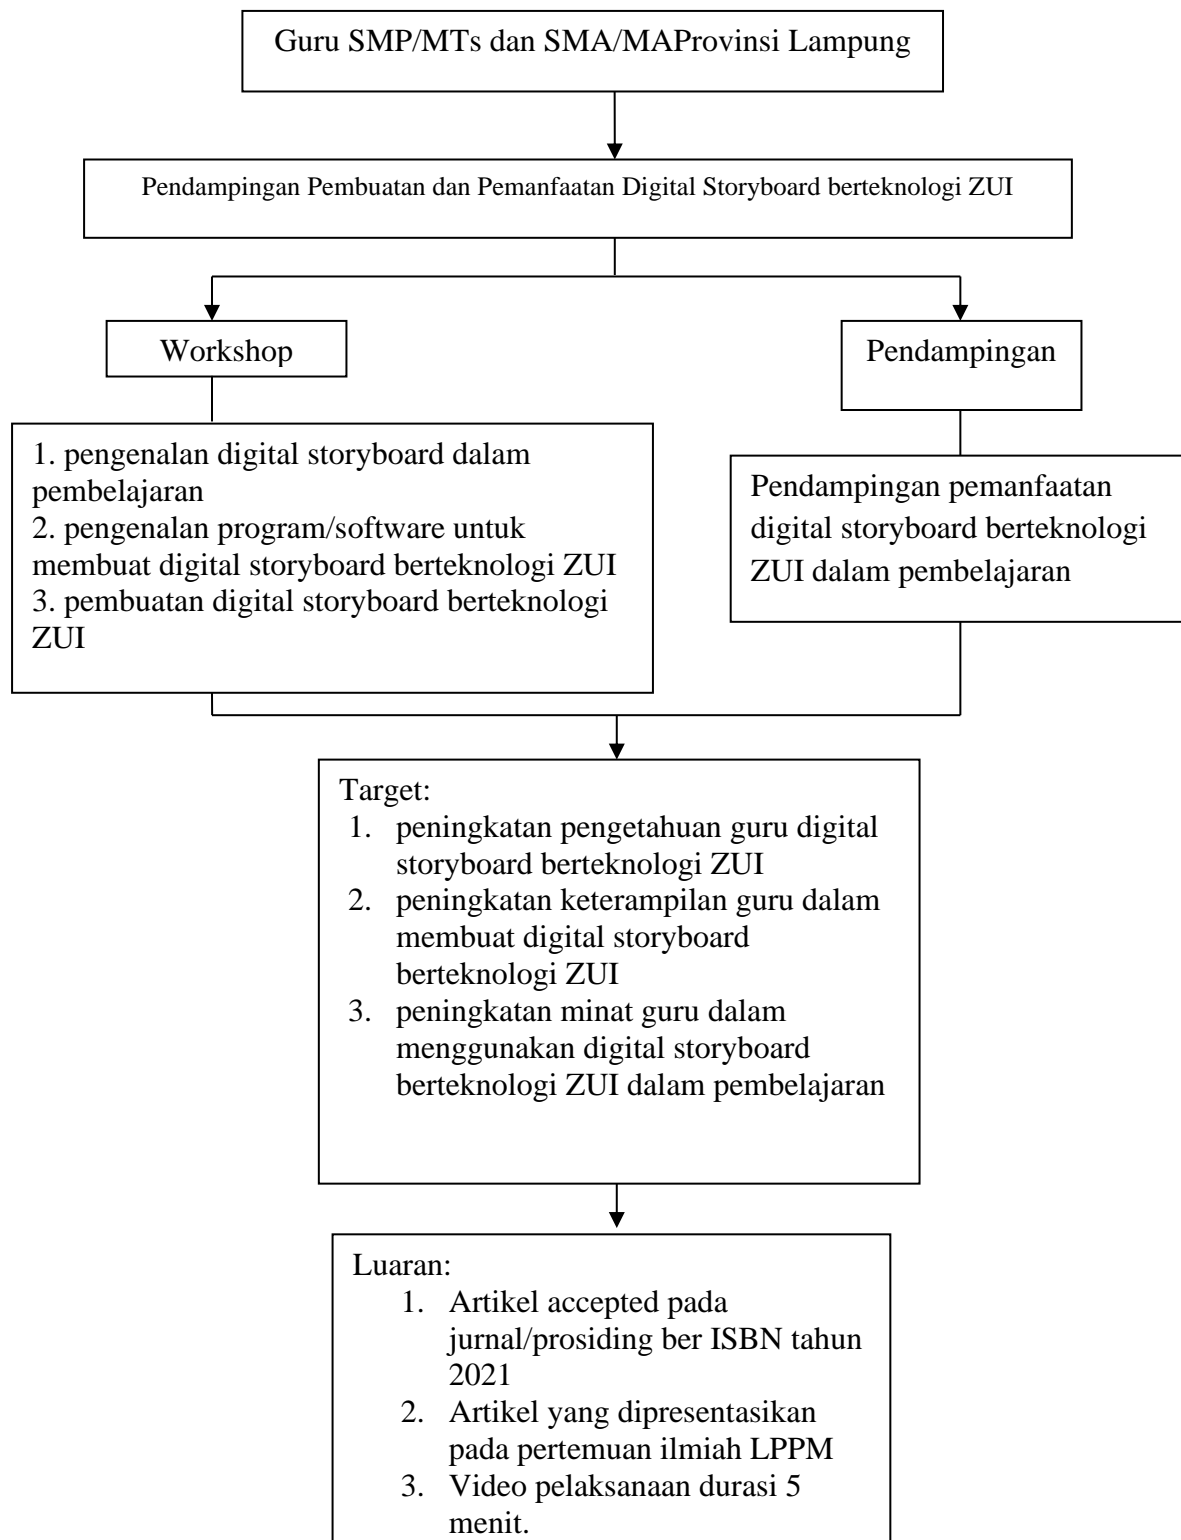 Guru SMP/MTs dan SMA/MAProvinsi Lampung
Pendampingan Pembuatan dan Pemanfaatan Digital Storyboard berteknologi ZUI
Workshop
Pendampingan
1. pengenalan digital storyboard dalam
pembelajaran
2. pengenalan program/software untuk
membuat digital storyboard berteknologi ZUI
3. pembuatan digital storyboard berteknologi
ZUI
Pendampingan pemanfaatan
digital storyboard berteknologi
ZUI dalam pembelajaran
Target:
1. peningkatan pengetahuan guru digital
storyboard berteknologi ZUI
2. peningkatan keterampilan guru dalam
membuat digital storyboard
berteknologi ZUI
3. peningkatan minat guru dalam
menggunakan digital storyboard
berteknologi ZUI dalam pembelajaran
Luaran:
1. Artikel accepted pada
jurnal/prosiding ber ISBN tahun
2021
2. Artikel yang dipresentasikan
pada pertemuan ilmiah LPPM
3. Video pelaksanaan durasi 5
menit.